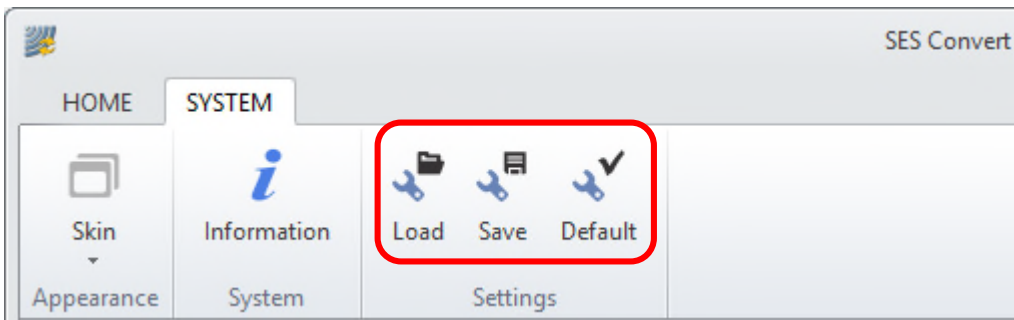 SES Convert
HOME SYSTEM
Skin Information Load Save Default
Appearance System Settings